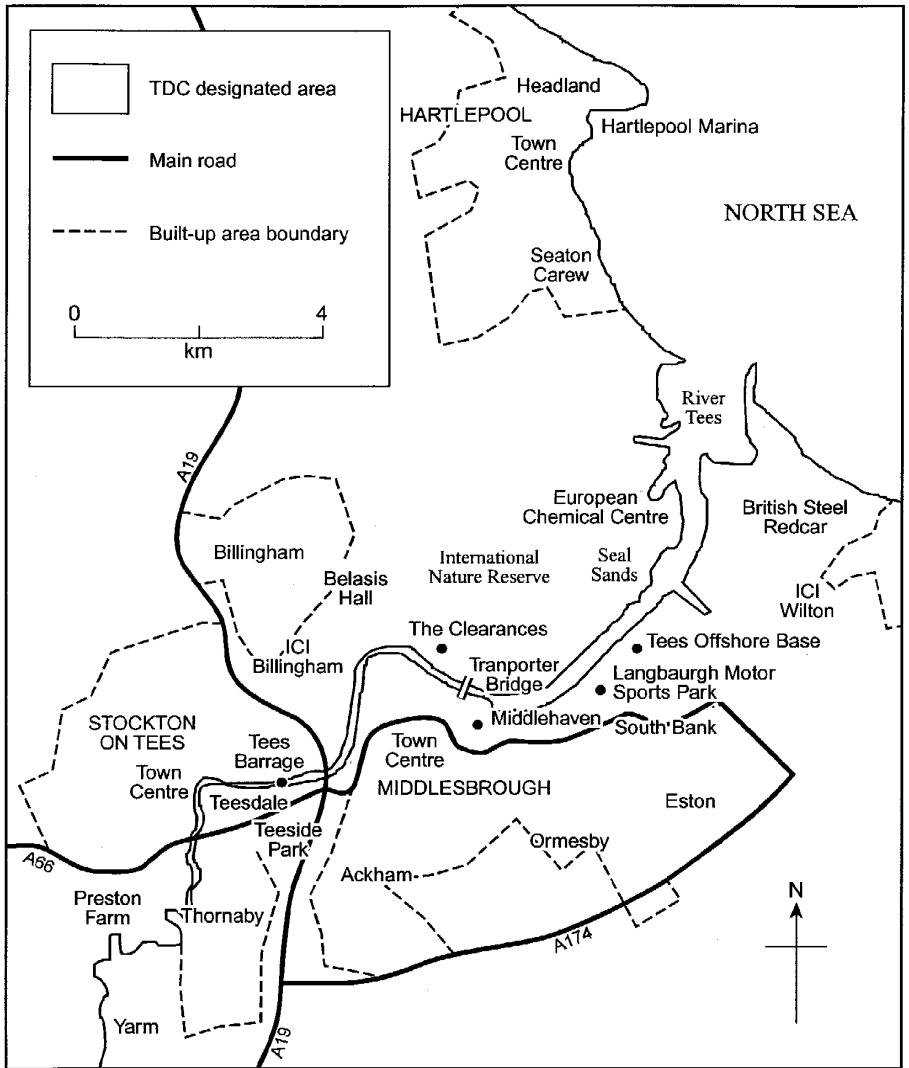 TDC designated area
Main road
Built-up area boundary
0
4
km
Headland
HARTLEPOOL
Hartlepool Marina
Town
Centre
NORTH SEA
Seaton
Carew
River
Tees
A19
European
Chemical Centre
British Steel
Redcar
Billingham
International
Nature Reserve
Seal
Sands
Belasis
Hall
ICI
Wilton
The Clearances
ICI
Billingham
Tees Offshore Base
Tranporter
Bridge
Langbaurgh Motor
Sports Park
Middlehaven
South Bank
STOCKTON
ON TEES
Tees
Barrage
Town
Centre
Town
Centre
MIDDLESBROUGH
Teesdale
Eston
Teeside
Park
Ormesby
A66
Ackham
Preston
Farm
Thornaby
N
A174
Yarm
A19